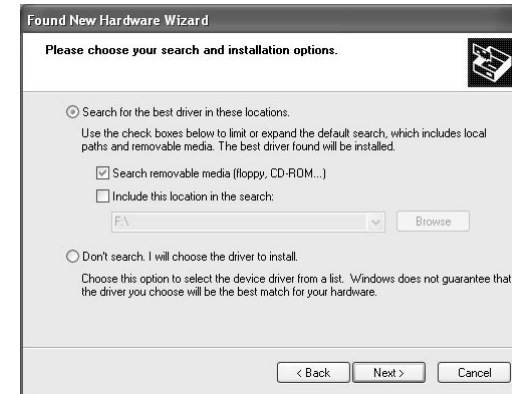 Found New Hardware Wizard
Please choose your search and installation options.
Search for the best driver in these locations.
Use the check boxes below to limit or expand the default search, which includes local
paths and removable media. The best driver found will be installed.
Search removable media (floppy, CD-ROM...)
Include this location in the search:
F:\
Browse
Don't search. I will choose the driver to install.
Choose this option to select the device driver from a list. Windows does not guarantee that
the driver you choose will be the best match for your hardware.
< Back Next > Cancel